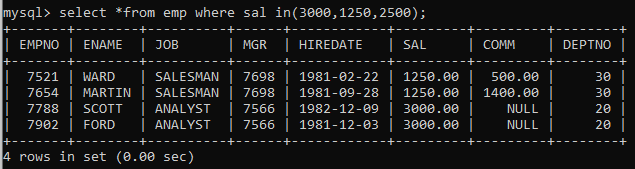 mysql> select *from emp where sal in(3000,1250,2500);
+-------+--------+----------+------+------------+---------+---------+--------+
| EMPNO | ENAME  | JOB      | MGR  | HIREDATE   | SAL     | COMM    | DEPTNO |
+-------+--------+----------+------+------------+---------+---------+--------+
|  7521 | WARD   | SALESMAN | 7698 | 1981-02-22 | 1250.00 |  500.00 |     30 |
|  7654 | MARTIN | SALESMAN | 7698 | 1981-09-28 | 1250.00 | 1400.00 |     30 |
|  7788 | SCOTT  | ANALYST  | 7566 | 1982-12-09 | 3000.00 |    NULL |     20 |
|  7902 | FORD   | ANALYST  | 7566 | 1981-12-03 | 3000.00 |    NULL |     20 |
+-------+--------+----------+------+------------+---------+---------+--------+
4 rows in set (0.00 sec)